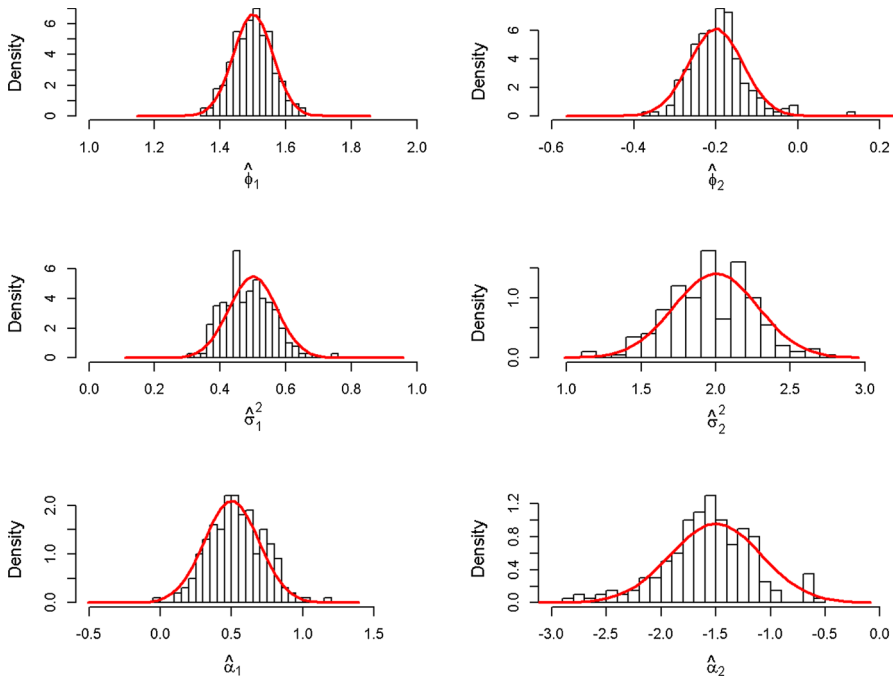 Density
0 2 4 6
1.0 1.2 1.4 1.6 1.8 2.0
ϕ̂₁
Density
0 2 4 6
-0.6 -0.4 -0.2 0.0 0.2
ϕ̂₂
Density
0 2 4 6
0.0 0.2 0.4 0.6 0.8 1.0
σ̂₁²
Density
0.0 1.0
1.0 1.5 2.0 2.5 3.0
σ̂₂²
Density
0.0 1.0 2.0
-0.5 0.0 0.5 1.0 1.5
α̂₁
Density
0.0 0.4 0.8 1.2
-3.0 -2.5 -2.0 -1.5 -1.0 -0.5 0.0
α̂₂